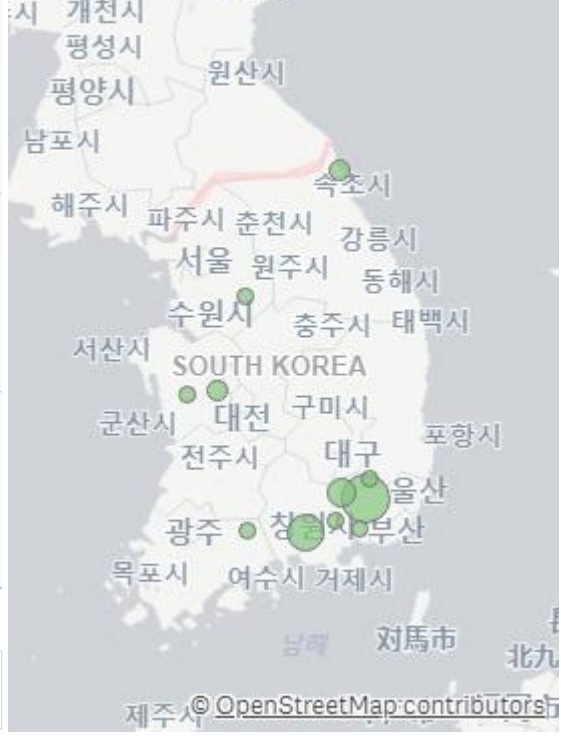 시 개천시
평성시
원산시
평양시
남포시
속초시
해주시 파주시 춘천시
강릉시
서울 원주시
동해시
수원시
충주시 태백시
서산시
SOUTH KOREA
구미시
군산시 대전
포항시
대구
전주시
울산
창원시 부산
광주
목포시 여수시 거제시
남해 対馬市
北九
제주시 © OpenStreetMap contributors